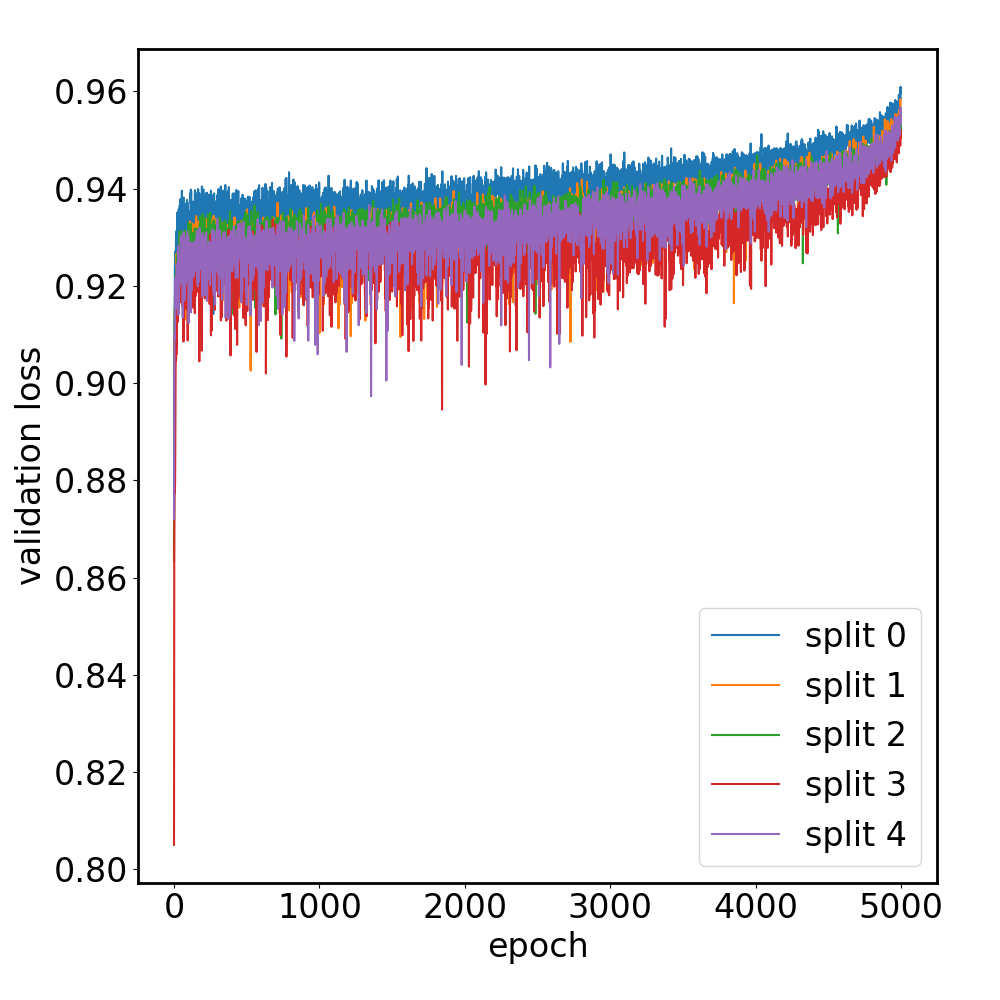 0.96
0.94
0.92
0.90
0.88
0.86
0.84
0.82
0.80
validation loss
0
1000
2000
3000
4000
5000
epoch
split 0
split 1
split 2
split 3
split 4